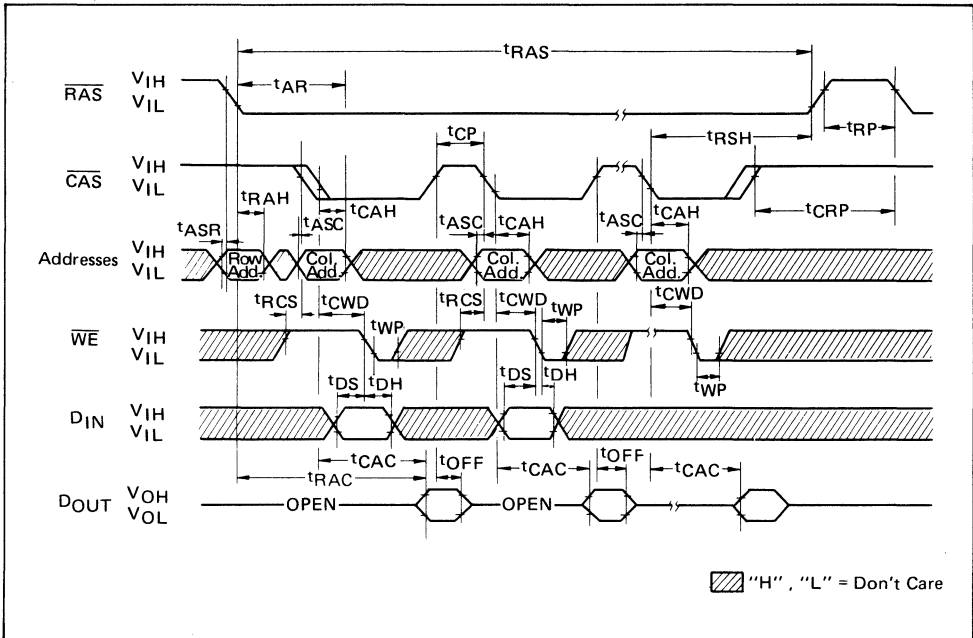 tRAS
tAR
RAS VIH
VIL
tRP
tRSH
tCP
CAS VIH
VIL
tRAH
tCAH
tCRP
tASC
tASR
tASC
tCAH
tASC
tCAH
Addresses VIH
VIL
Row Add.
Col. Add.
Col. Add.
Col. Add.
tRCS
tCWD
tRCS
tCWD
tCWD
tWP
tWP
WE VIH
VIL
tWP
tDS
tDH
tDS
tDH
DIN VIH
VIL
tCAC
tOFF
tCAC
tOFF
tCAC
tRAC
DOUT VOH
VOL
OPEN
OPEN
"H", "L" = Don't Care